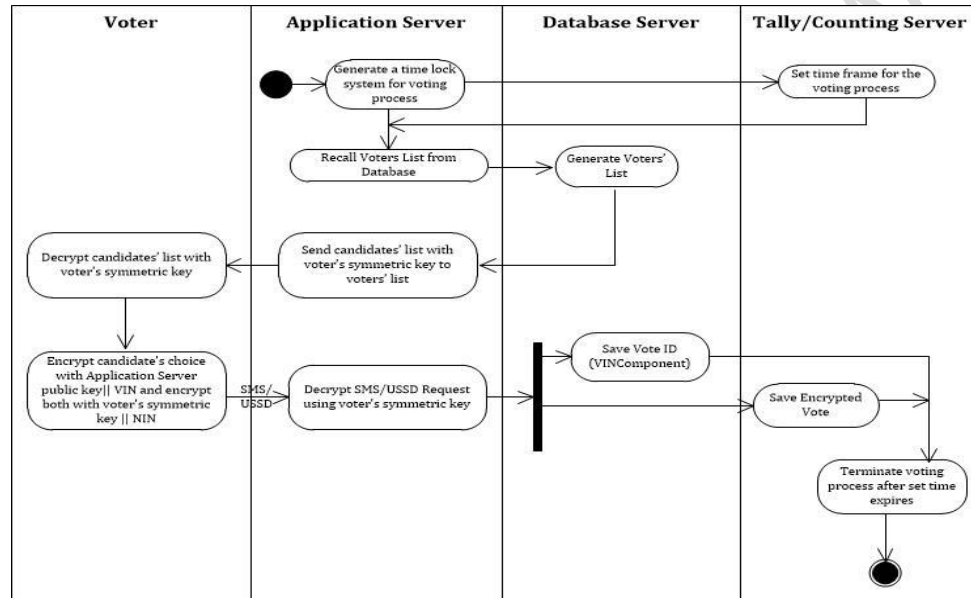 Voter
Application Server
Database Server
Tally/Counting Server
Generate a time lock
system for voting
process
Set time frame for the
voting process
Recall Voters List from
Database
Generate Voters'
List
Decrypt candidates' list with
voter's symmetric key
Send candidates' list with
voter's symmetric key to
voters' list
Encrypt candidate's choice
with Application Server
public key|| VIN and encrypt
both with voter's symmetric
key || NIN
SMS/
USSD
Decrypt SMS/USSD Request
using voter's symmetric key
Save Vote ID
(VINComponent)
Save Encrypted
Vote
Terminate voting
process after set time
expires